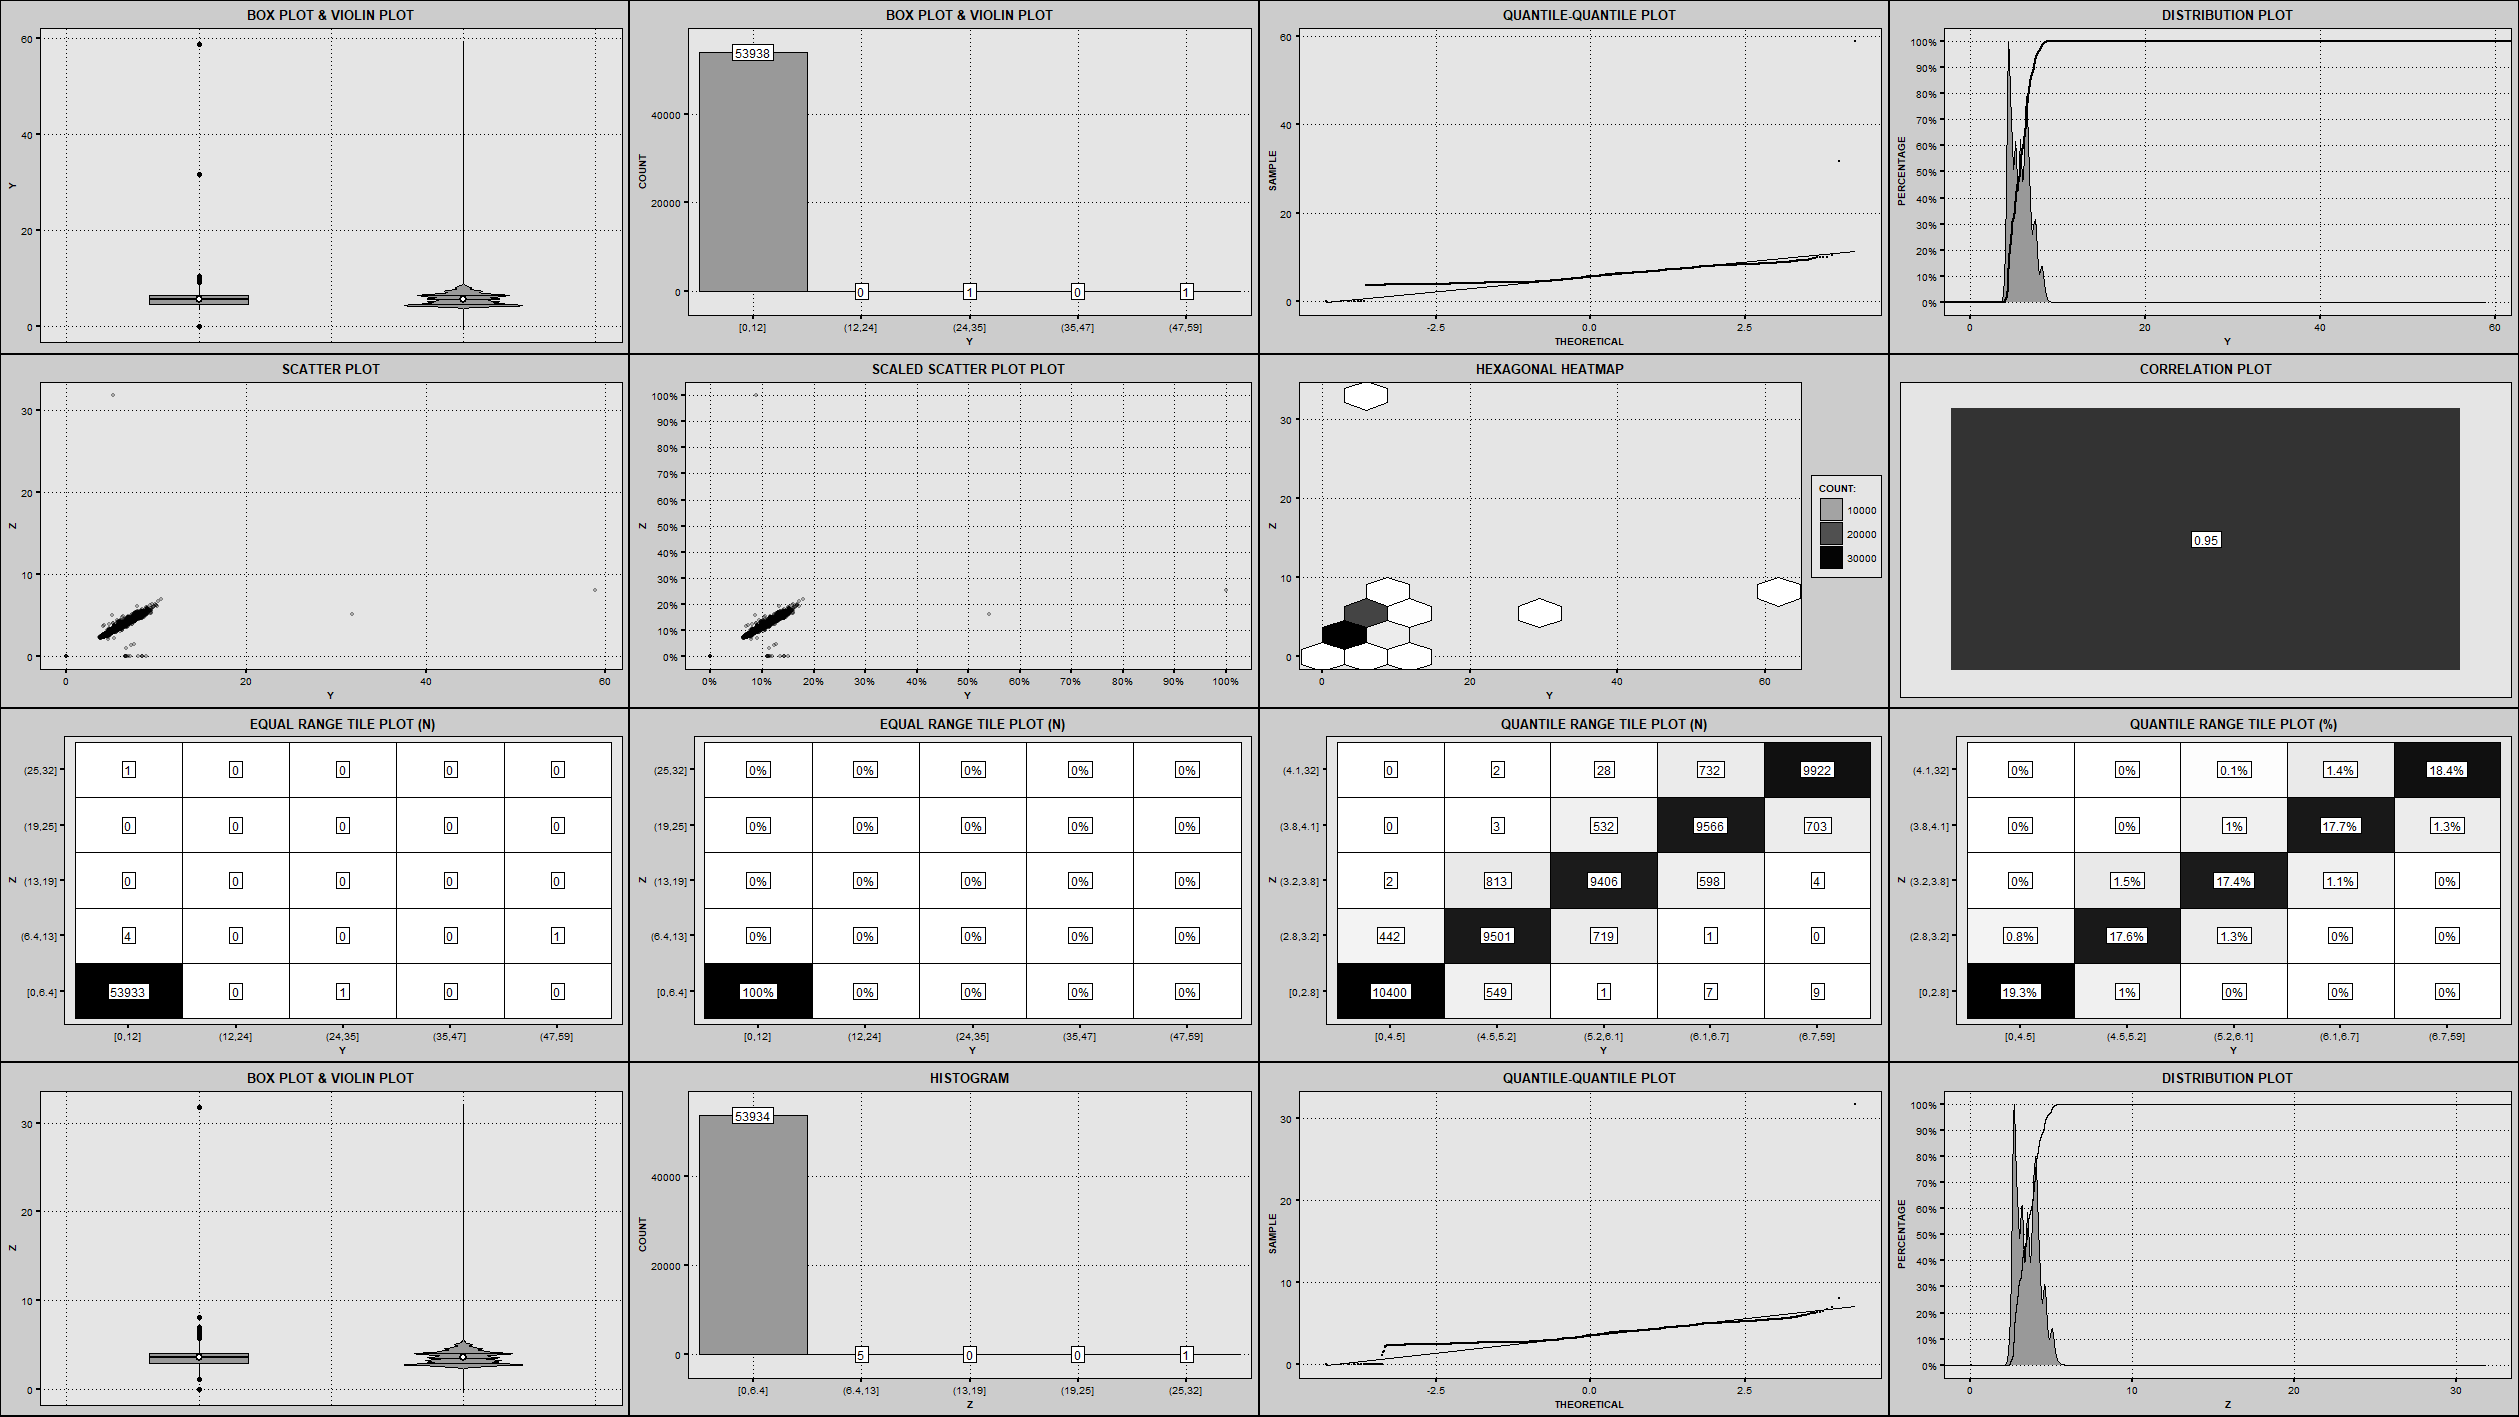 BOX PLOT & VIOLIN PLOT
60
40
20
0
Y
BOX PLOT & VIOLIN PLOT
53938
0
1
0
1
40000
20000
0
COUNT
[0,12]
(12,24]
(24,35]
(35,47]
(47,59]
Y
QUANTILE-QUANTILE PLOT
60
40
20
0
SAMPLE
-2.5
0.0
2.5
THEORETICAL
DISTRIBUTION PLOT
100%
90%
80%
70%
60%
50%
40%
30%
20%
10%
0%
PERCENTAGE
0
20
40
60
Y
SCATTER PLOT
30
20
10
0
Z
0
20
40
60
Y
SCALED SCATTER PLOT PLOT
100%
90%
80%
70%
60%
50%
40%
30%
20%
10%
0%
Z
0%
10%
20%
30%
40%
50%
60%
70%
80%
90%
100%
Y
HEXAGONAL HEATMAP
30
20
10
0
Z
0
20
40
60
Y
COUNT:
10000
20000
30000
CORRELATION PLOT
0.95
EQUAL RANGE TILE PLOT (N)
(25,32] 1 0 0 0 0
(19,25] 0 0 0 0 0
Z (13,19] 0 0 0 0 0
(6.4,13] 4 0 0 0 1
[0,6.4] 53933 0 1 0 0
[0,12] (12,24] (24,35] (35,47] (47,59]
Y
EQUAL RANGE TILE PLOT (N)
(25,32] 0% 0% 0% 0% 0%
(19,25] 0% 0% 0% 0% 0%
Z (13,19] 0% 0% 0% 0% 0%
(6.4,13] 0% 0% 0% 0% 0%
[0,6.4] 100% 0% 0% 0% 0%
[0,12] (12,24] (24,35] (35,47] (47,59]
Y
QUANTILE RANGE TILE PLOT (N)
(4.1,32] 0 2 28 732 9922
(3.8,4.1] 0 3 532 9566 703
Z (3.2,3.8] 2 813 9406 598 4
(2.8,3.2] 442 9501 719 1 0
[0,2.8] 10400 549 1 7 9
[0,4.5] (4.5,5.2] (5.2,6.1] (6.1,6.7] (6.7,59]
Y
QUANTILE RANGE TILE PLOT (%)
(4.1,32] 0% 0% 0.1% 1.4% 18.4%
(3.8,4.1] 0% 0% 1% 17.7% 1.3%
Z (3.2,3.8] 0% 1.5% 17.4% 1.1% 0%
(2.8,3.2] 0.8% 17.6% 1.3% 0% 0%
[0,2.8] 19.3% 1% 0% 0% 0%
[0,4.5] (4.5,5.2] (5.2,6.1] (6.1,6.7] (6.7,59]
Y
BOX PLOT & VIOLIN PLOT
30
20
10
0
Z
HISTOGRAM
53934
5
0
0
1
40000
20000
0
COUNT
[0,6.4]
(6.4,13]
(13,19]
(19,25]
(25,32]
Z
QUANTILE-QUANTILE PLOT
30
20
10
0
SAMPLE
-2.5
0.0
2.5
THEORETICAL
DISTRIBUTION PLOT
100%
90%
80%
70%
60%
50%
40%
30%
20%
10%
0%
PERCENTAGE
0
10
20
30
Z